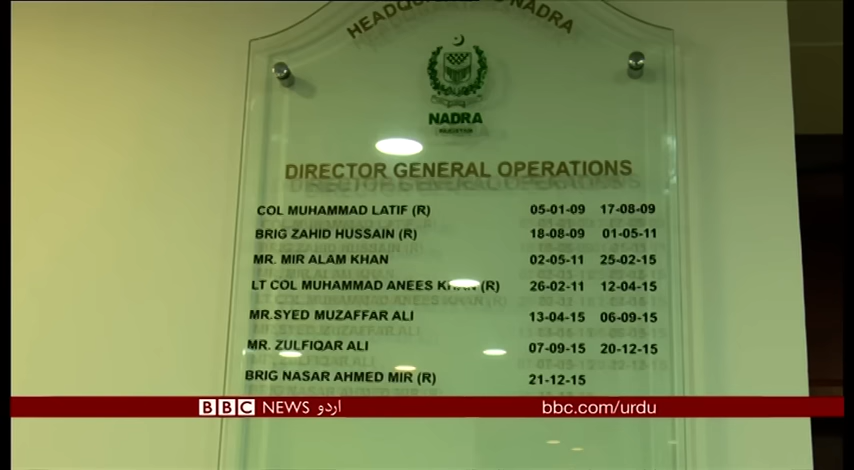 HEADQUARTERS NADRA
NADRA
PAKISTAN
DIRECTOR GENERAL OPERATIONS
COL MUHAMMAD LATIF (R) 05-01-09 17-08-09
BRIG ZAHID HUSSAIN (R) 18-08-09 01-05-11
MR. MIR ALAM KHAN 02-05-11 25-02-15
LT COL MUHAMMAD ANEES KHAN (R) 26-02-11 12-04-15
MR.SYED MUZAFFAR ALI 13-04-15 06-09-15
MR. ZULFIQAR ALI 07-09-15 20-12-15
BRIG NASAR AHMED MIR (R) 21-12-15
BBC NEWS اردو bbc.com/urdu